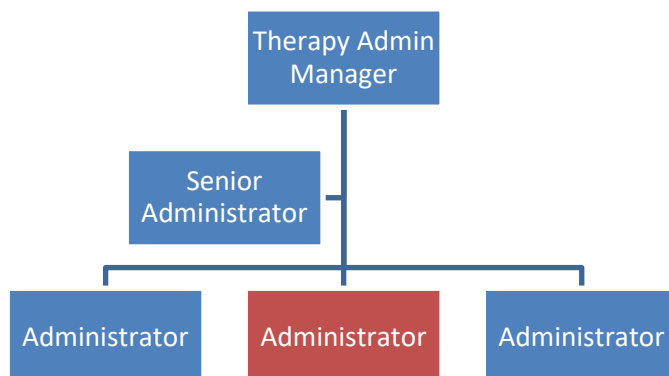 Therapy Admin
Manager
Senior
Administrator
Administrator
Administrator
Administrator